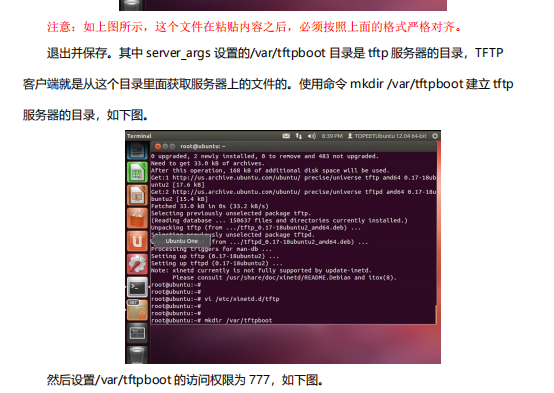 注意：如上图所示，这个文件在粘贴内容之后，必须按照上面的格式严格对齐。
退出并保存。其中 server_args 设置的/var/tftpboot 目录是 tftp 服务器的目录，TFTP
客户端就是从这个目录里面获取服务器上的文件的。使用命令 mkdir /var/tftpboot 建立 tftp
服务器的目录，如下图。
Terminal 8:39 PM TOPEETUbuntu 12.04 64-bit
root@ubuntu: ~
0 upgraded, 2 newly installed, 0 to remove and 483 not upgraded.
Need to get 33.0 kB of archives.
After this operation, 168 kB of additional disk space will be used.
Get:1 http://us.archive.ubuntu.com/ubuntu/ precise/universe tftp amd64 0.17-18ub
untu2 [17.6 kB]
Get:2 http://us.archive.ubuntu.com/ubuntu/ precise/universe tftpd amd64 0.17-18u
buntu2 [15.4 kB]
Fetched 33.0 kB in 0s (33.2 kB/s)
Selecting previously unselected package tftp.
(Reading database ... 150637 files and directories currently installed.)
Unpacking tftp (from .../tftp_0.17-18ubuntu2_amd64.deb) ...
Selecting previously unselected package tftpd.
Ubuntu One
(from .../tftpd_0.17-18ubuntu2_amd64.deb) ...
Processing triggers for man-db ...
Setting up tftp (0.17-18ubuntu2) ...
Setting up tftpd (0.17-18ubuntu2) ...
Note: xinetd currently is not fully supported by update-inetd.
Please consult /usr/share/doc/xinetd/README.Debian and itox(8).
root@ubuntu:~#
root@ubuntu:~#
root@ubuntu:~# vi /etc/xinetd.d/tftp
root@ubuntu:~#
root@ubuntu:~#
root@ubuntu:~# mkdir /var/tftpboot
然后设置/var/tftpboot 的访问权限为 777，如下图。